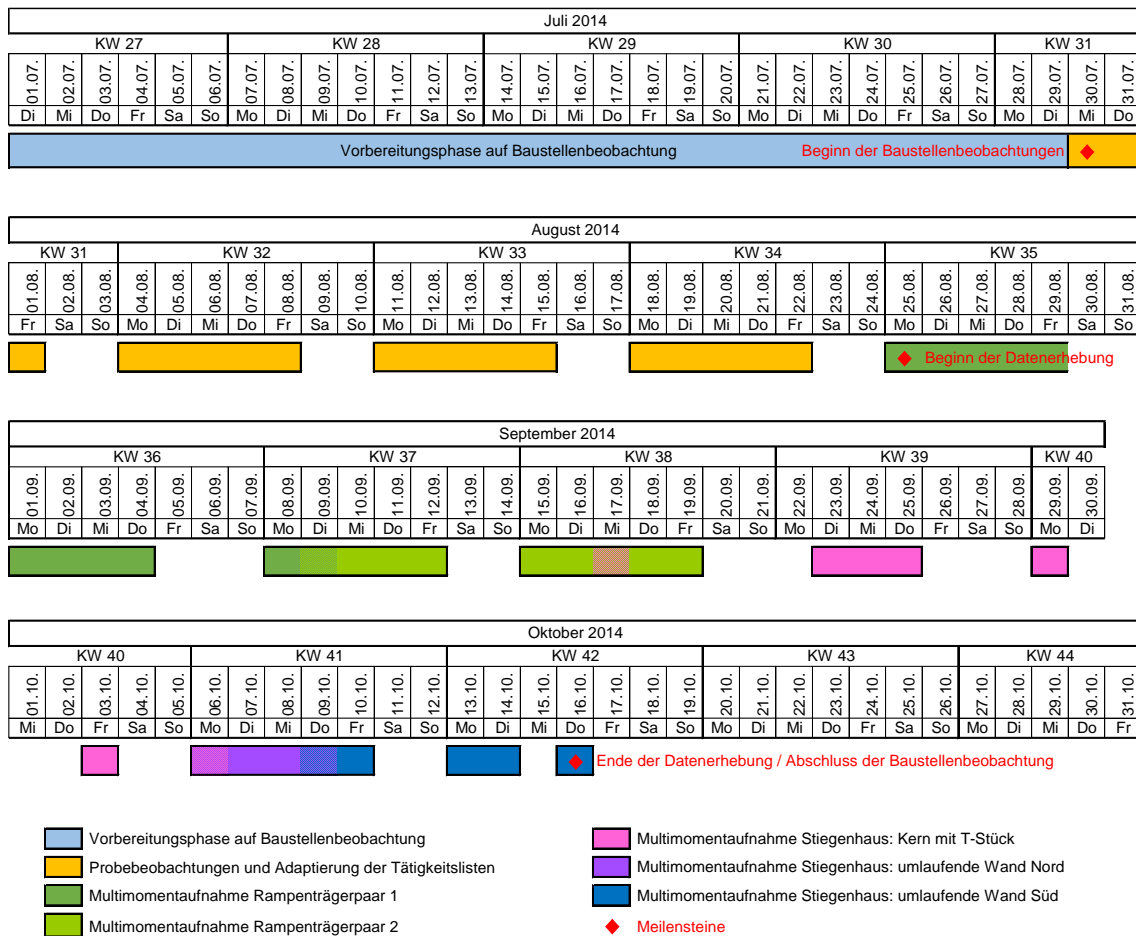 Juli 2014
KW 27 KW 28 KW 29 KW 30 KW 31
01.07. 02.07. 03.07. 04.07. 05.07. 06.07. 07.07. 08.07. 09.07. 10.07. 11.07. 12.07. 13.07. 14.07. 15.07. 16.07. 17.07. 18.07. 19.07. 20.07. 21.07. 22.07. 23.07. 24.07. 25.07. 26.07. 27.07. 28.07. 29.07. 30.07. 31.07.
Di Mi Do Fr Sa So Mo Di Mi Do Fr Sa So Mo Di Mi Do Fr Sa So Mo Di Mi Do Fr Sa So Mo Di Mi Do
Vorbereitungsphase auf Baustellenbeobachtung Beginn der Baustellenbeobachtungen
August 2014
KW 31 KW 32 KW 33 KW 34 KW 35
01.08. 02.08. 03.08. 04.08. 05.08. 06.08. 07.08. 08.08. 09.08. 10.08. 11.08. 12.08. 13.08. 14.08. 15.08. 16.08. 17.08. 18.08. 19.08. 20.08. 21.08. 22.08. 23.08. 24.08. 25.08. 26.08. 27.08. 28.08. 29.08. 30.08. 31.08.
Fr Sa So Mo Di Mi Do Fr Sa So Mo Di Mi Do Fr Sa So Mo Di Mi Do Fr Sa So Mo Di Mi Do Fr Sa So
Beginn der Datenerhebung
September 2014
KW 36 KW 37 KW 38 KW 39 KW 40
01.09. 02.09. 03.09. 04.09. 05.09. 06.09. 07.09. 08.09. 09.09. 10.09. 11.09. 12.09. 13.09. 14.09. 15.09. 16.09. 17.09. 18.09. 19.09. 20.09. 21.09. 22.09. 23.09. 24.09. 25.09. 26.09. 27.09. 28.09. 29.09. 30.09.
Mo Di Mi Do Fr Sa So Mo Di Mi Do Fr Sa So Mo Di Mi Do Fr Sa So Mo Di Mi Do Fr Sa So Mo Di
Oktober 2014
KW 40 KW 41 KW 42 KW 43 KW 44
01.10. 02.10. 03.10. 04.10. 05.10. 06.10. 07.10. 08.10. 09.10. 10.10. 11.10. 12.10. 13.10. 14.10. 15.10. 16.10. 17.10. 18.10. 19.10. 20.10. 21.10. 22.10. 23.10. 24.10. 25.10. 26.10. 27.10. 28.10. 29.10. 30.10. 31.10.
Mi Do Fr Sa So Mo Di Mi Do Fr Sa So Mo Di Mi Do Fr Sa So Mo Di Mi Do Fr Sa So Mo Di Mi Do Fr
Ende der Datenerhebung / Abschluss der Baustellenbeobachtung
Vorbereitungsphase auf Baustellenbeobachtung
Probebeobachtungen und Adaptierung der Tätigkeitslisten
Multimomentaufnahme Rampenträgerpaar 1
Multimomentaufnahme Rampenträgerpaar 2
Multimomentaufnahme Stiegenhaus: Kern mit T-Stück
Multimomentaufnahme Stiegenhaus: umlaufende Wand Nord
Multimomentaufnahme Stiegenhaus: umlaufende Wand Süd
Meilensteine